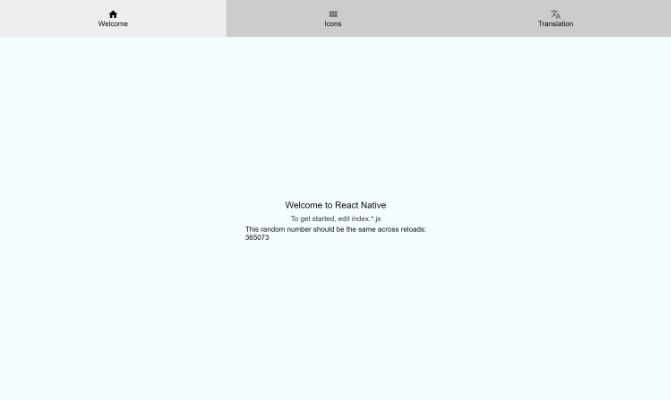 Welcome
Icons
Translation
Welcome to React Native
To get started, edit index.*.js
This random number should be the same across reloads:
365073